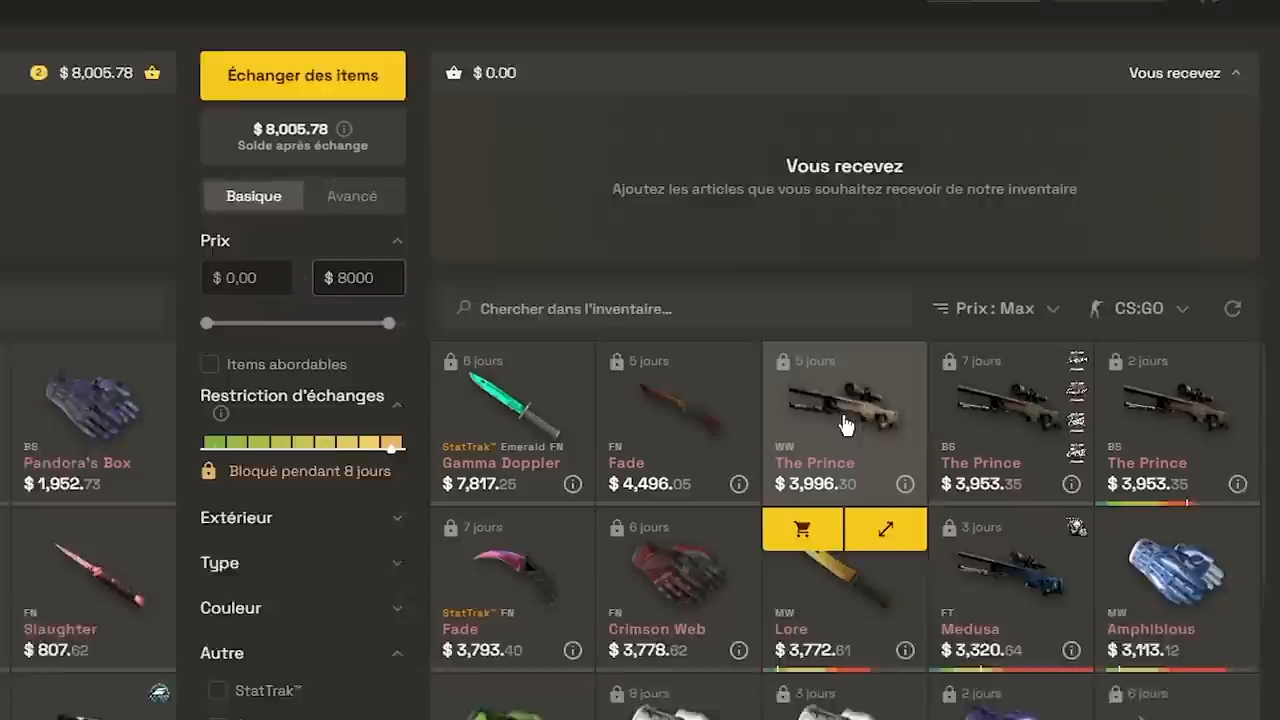 2 $ 8,005.78
Échanger des items
$ 0.00
Vous recevez
$ 8,005.78
Solde après échange
Vous recevez
Ajoutez les articles que vous souhaitez recevoir de notre inventaire
Basique Avancé
Prix
$ 0,00 $ 8000
Items abordables
Restriction d'échanges
Bloqué pendant 8 jours
Extérieur
Type
Couleur
Autre
StatTrak™
Chercher dans l'inventaire...
Prix : Max
CS:GO
BS
Pandora's Box
$ 1,952.73
FN
Slaughter
$ 807.62
6 jours
StatTrak™ Emerald FN
Gamma Doppler
$ 7,817.25
5 jours
FN
Fade
$ 4,496.05
5 jours
WW
The Prince
$ 3,996.30
7 jours
BS
The Prince
$ 3,953.35
2 jours
BS
The Prince
$ 3,953.35
7 jours
StatTrak™ FN
Fade
$ 3,793.40
6 jours
FN
Crimson Web
$ 3,778.62
MW
Lore
$ 3,772.61
3 jours
FT
Medusa
$ 3,320.64
MW
Amphibious
$ 3,113.12
8 jours
3 jours
2 jours
6 jours